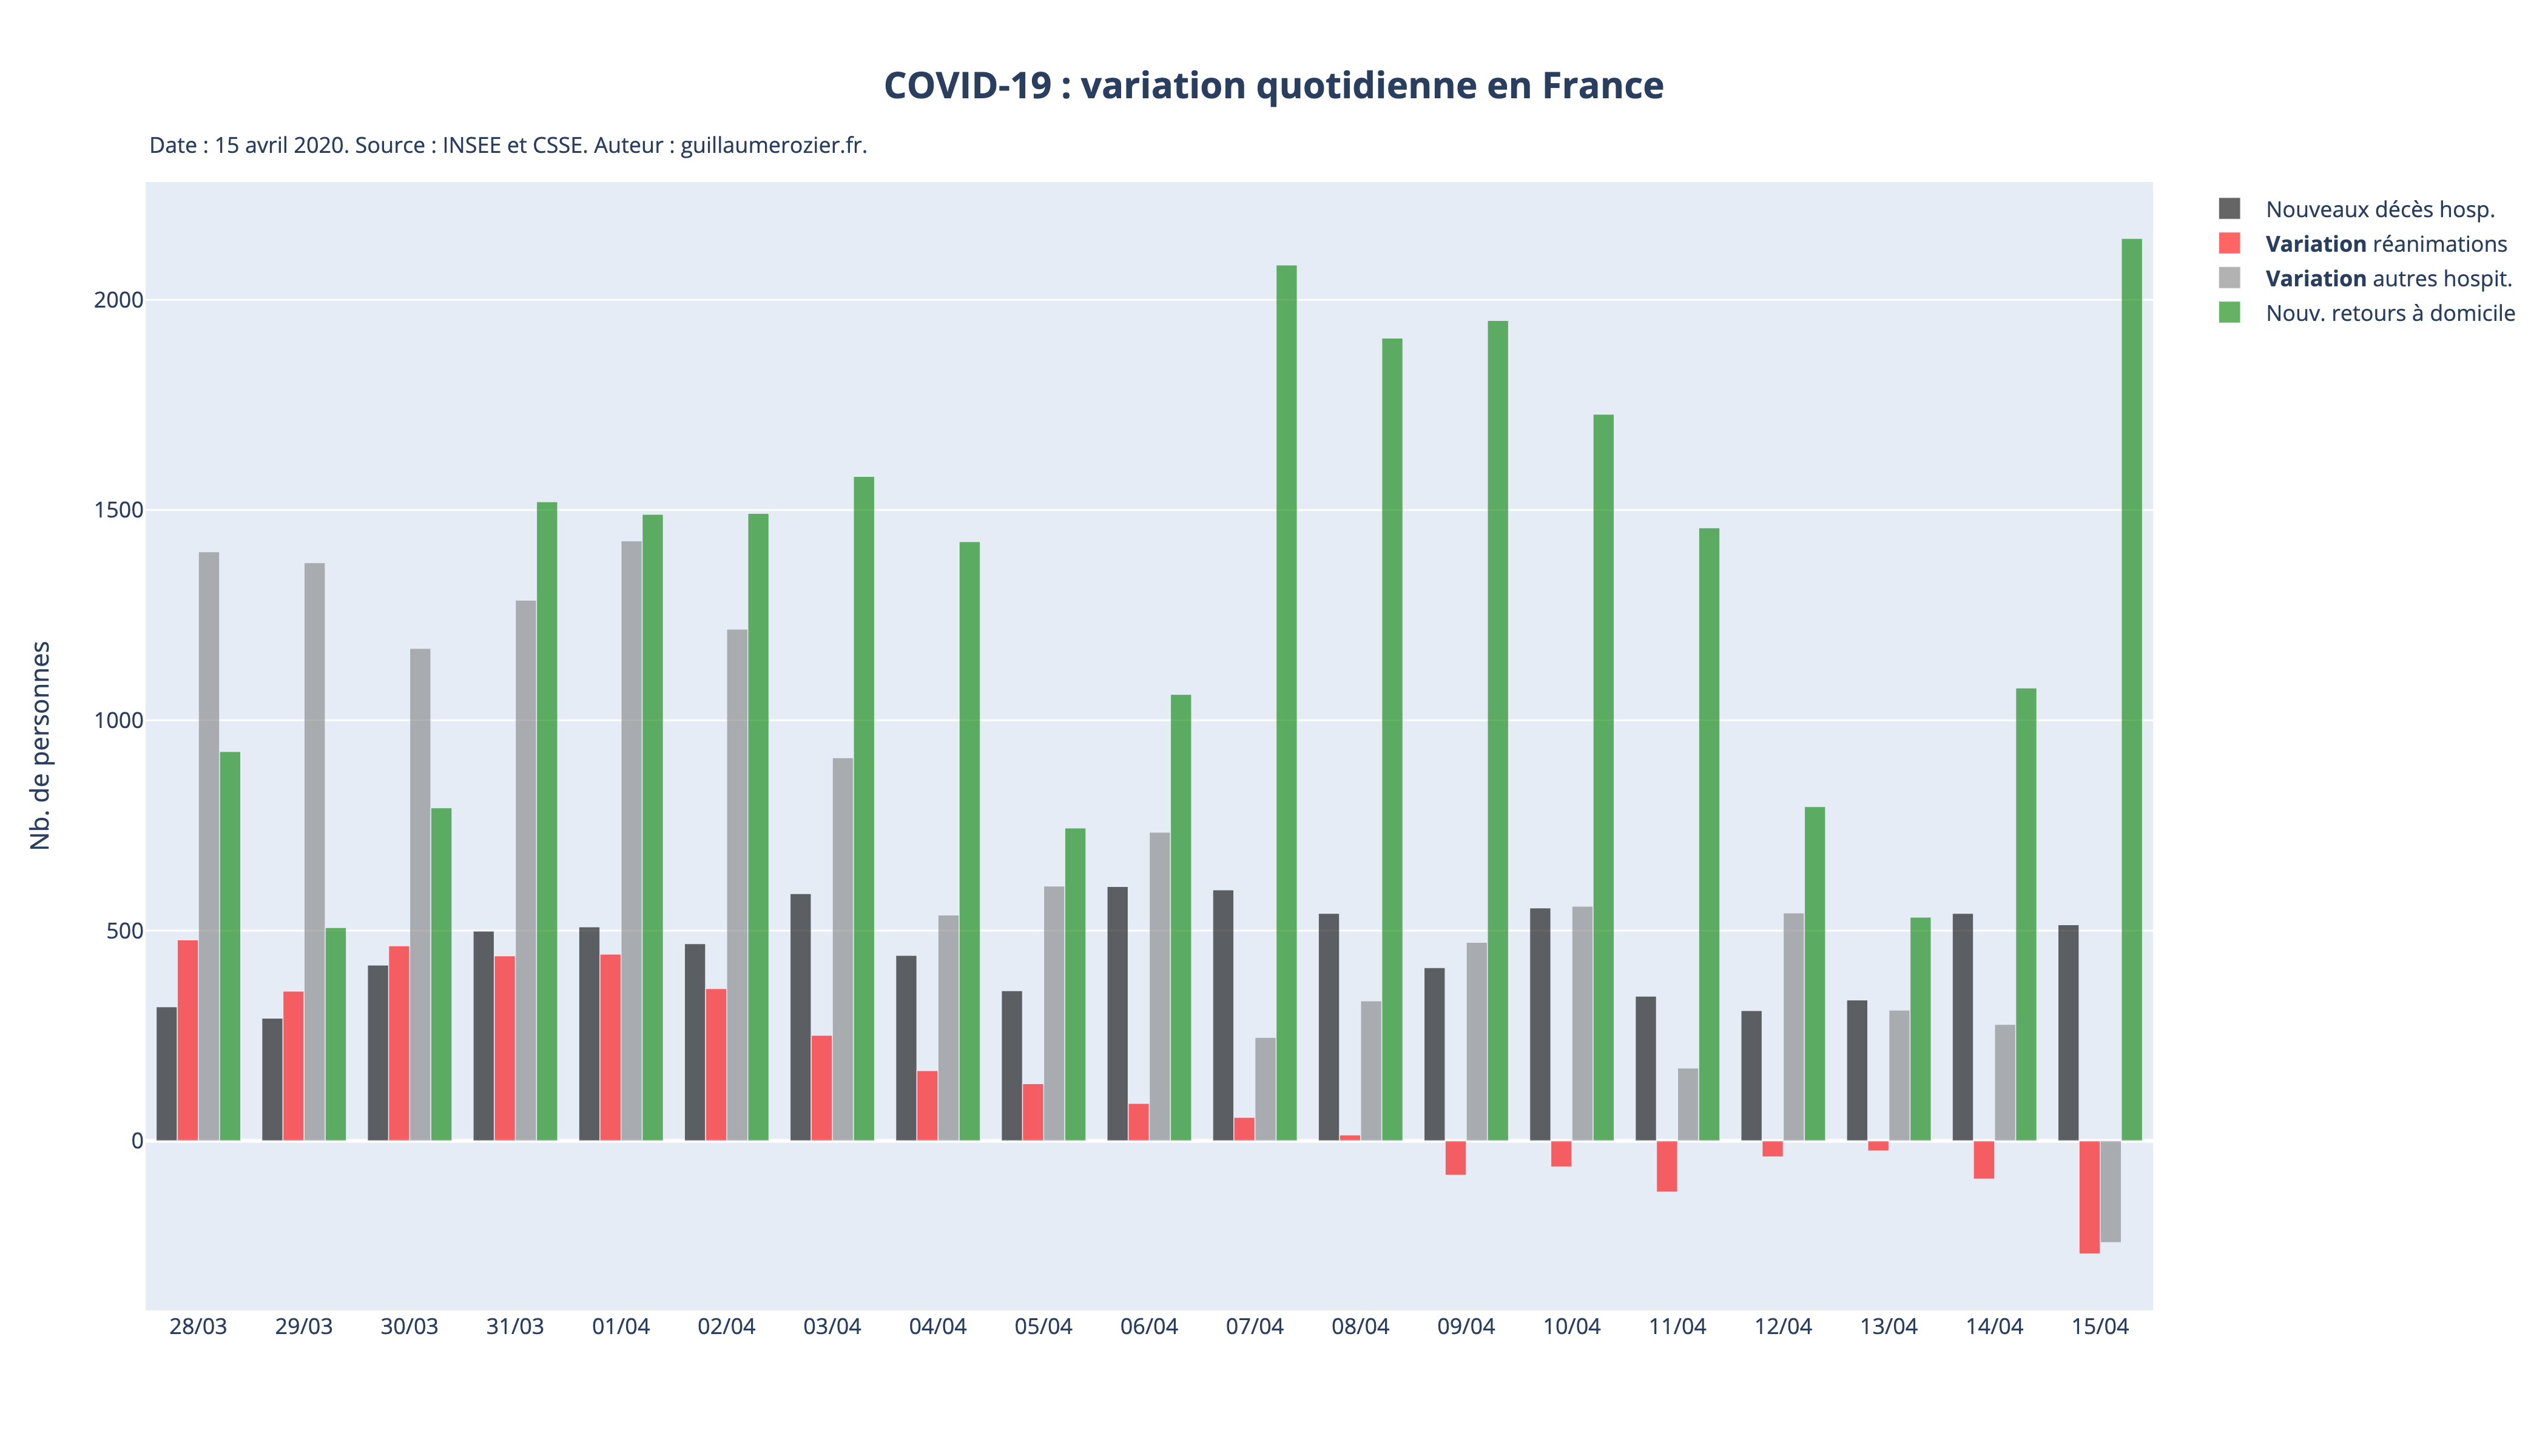 COVID-19 : variation quotidienne en France
Date : 15 avril 2020. Source : INSEE et CSSE. Auteur : guillaumerozier.fr.
Nouveaux décès hosp.
Variation réanimations
Variation autres hospit.
Nouv. retours à domicile
Nb. de personnes
2000
1500
1000
500
0
28/03 29/03 30/03 31/03 01/04 02/04 03/04 04/04 05/04 06/04 07/04 08/04 09/04 10/04 11/04 12/04 13/04 14/04 15/04